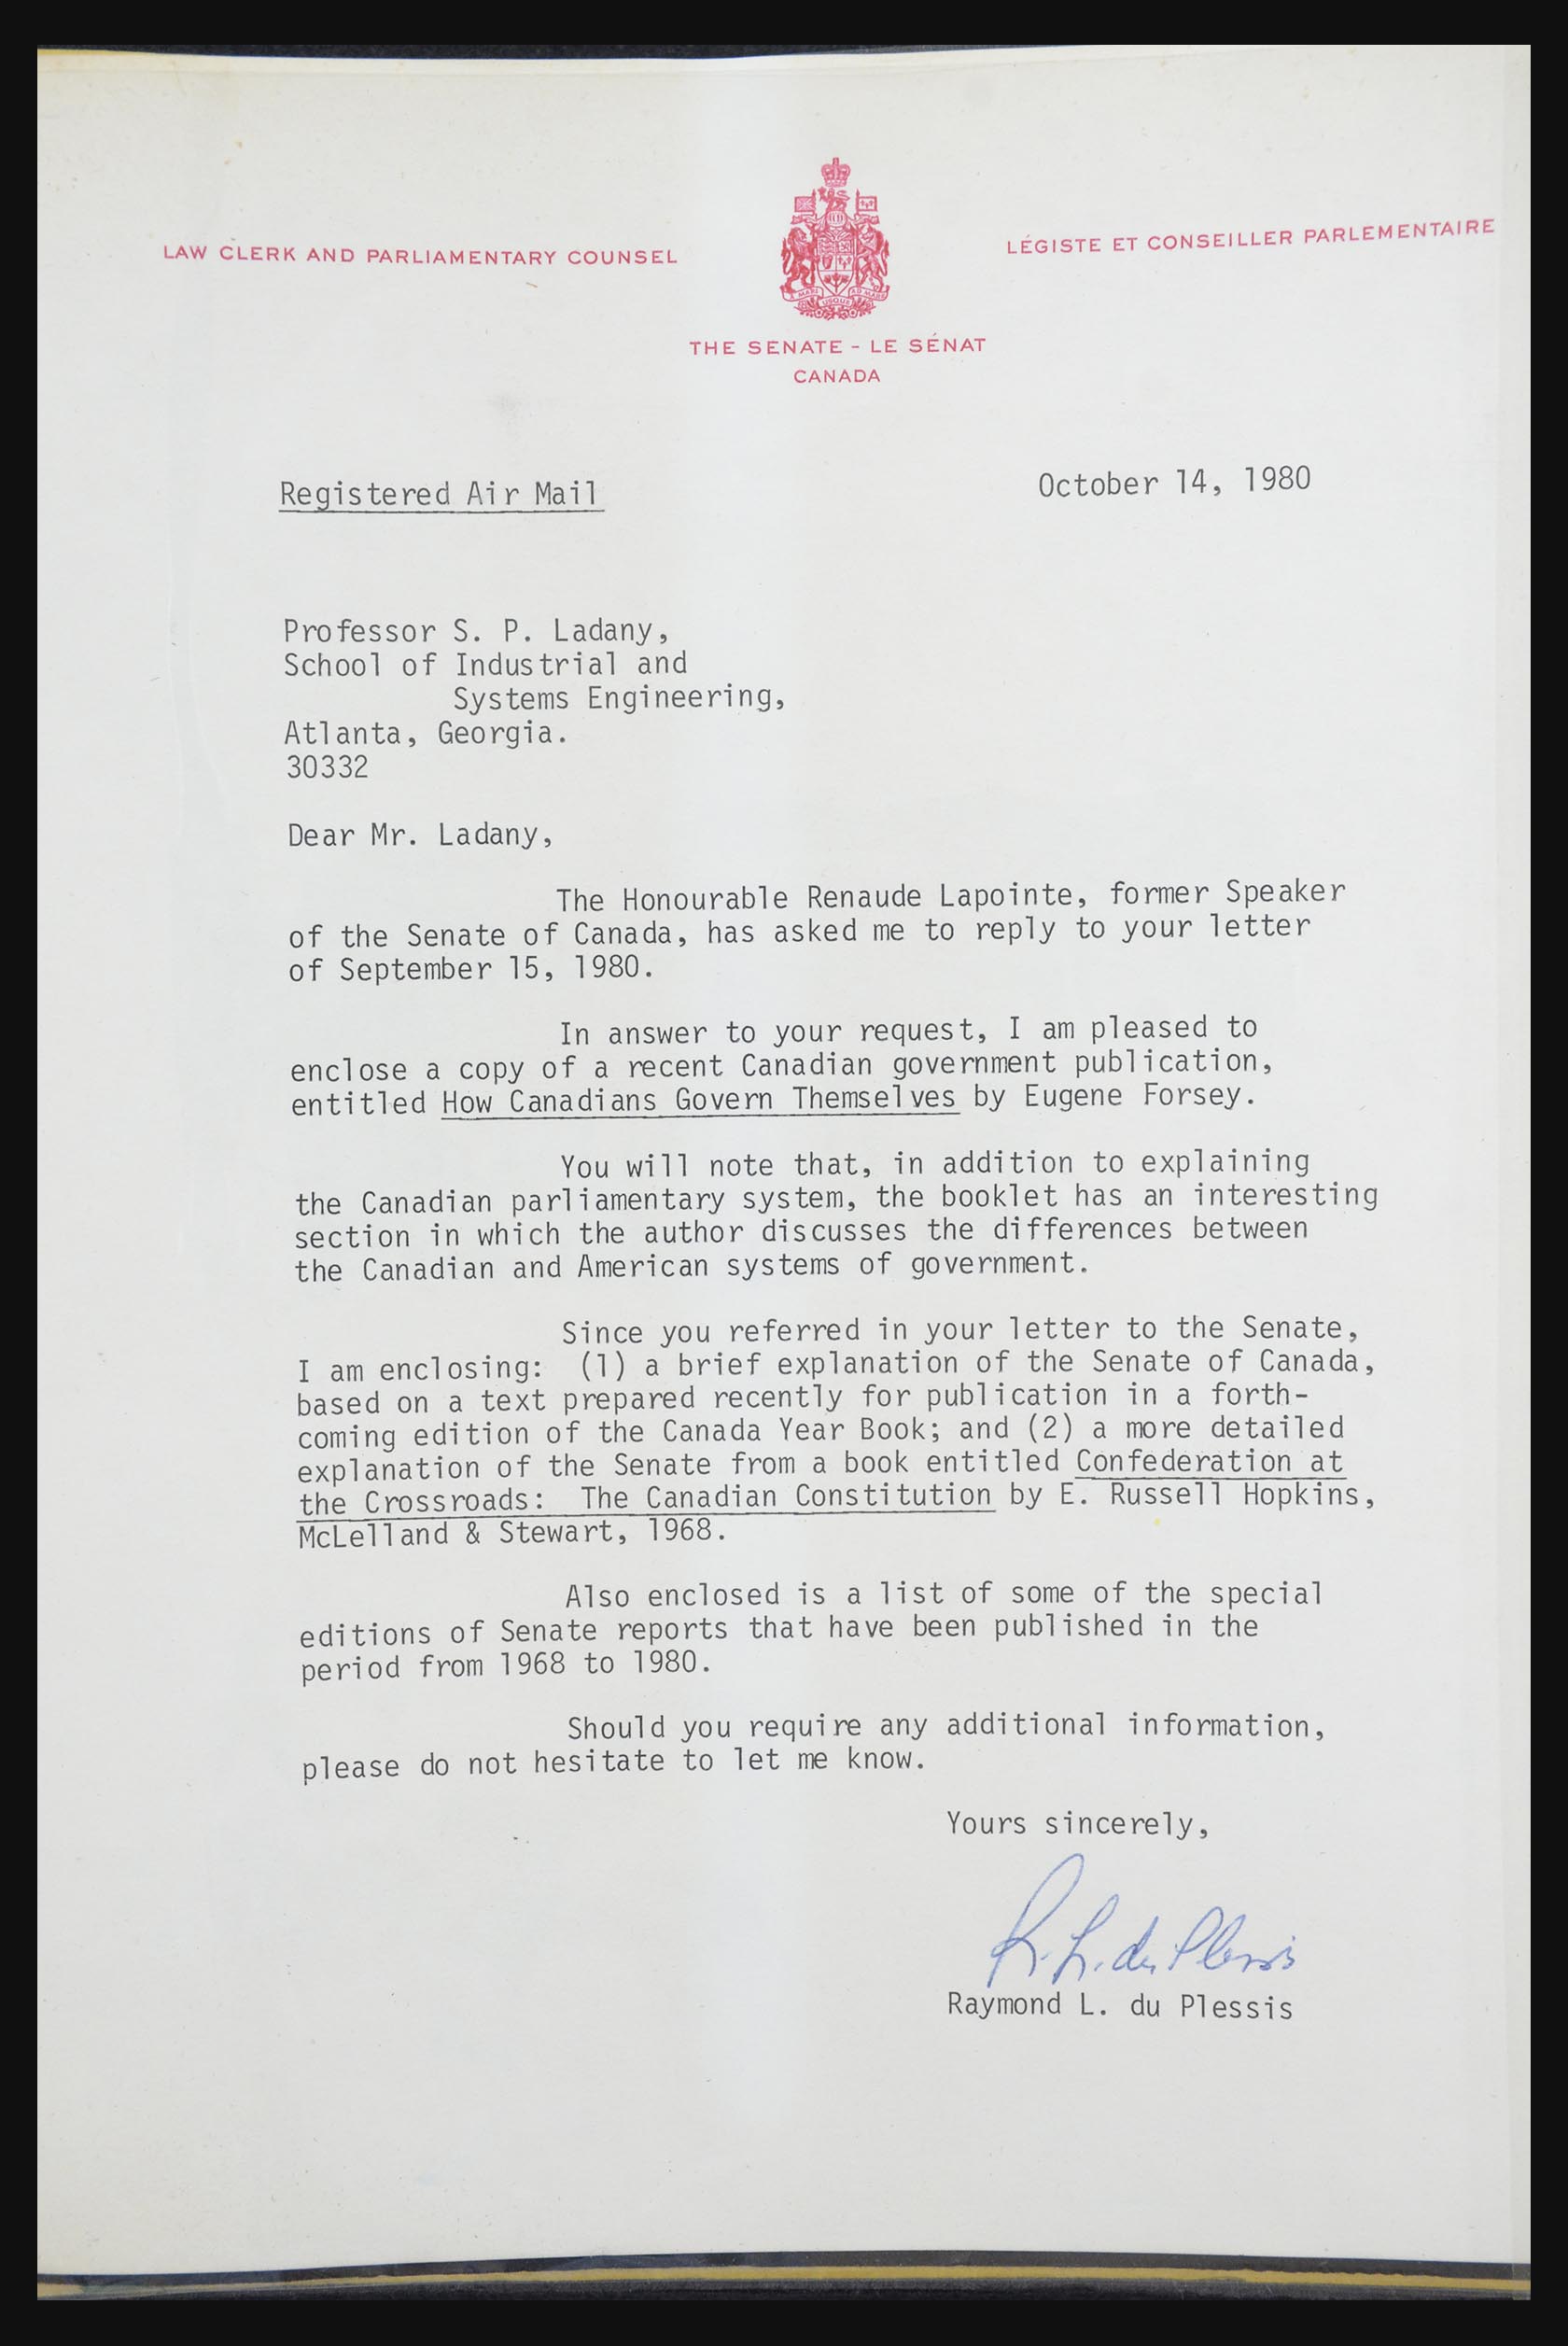 LAW CLERK AND PARLIAMENTARY COUNSEL
LÉGISTE ET CONSEILLER PARLEMENTAIRE
THE SENATE - LE SÉNAT
CANADA
Registered Air Mail
October 14, 1980
Professor S. P. Ladany,
School of Industrial and
Systems Engineering,
Atlanta, Georgia.
30332
Dear Mr. Ladany,
The Honourable Renaude Lapointe, former Speaker
of the Senate of Canada, has asked me to reply to your letter
of September 15, 1980.
In answer to your request, I am pleased to
enclose a copy of a recent Canadian government publication,
entitled How Canadians Govern Themselves by Eugene Forsey.
You will note that, in addition to explaining
the Canadian parliamentary system, the booklet has an interesting
section in which the author discusses the differences between
the Canadian and American systems of government.
Since you referred in your letter to the Senate,
I am enclosing: (1) a brief explanation of the Senate of Canada,
based on a text prepared recently for publication in a forth-
coming edition of the Canada Year Book; and (2) a more detailed
explanation of the Senate from a book entitled Confederation at
the Crossroads: The Canadian Constitution by E. Russell Hopkins,
McLelland & Stewart, 1968.
Also enclosed is a list of some of the special
editions of Senate reports that have been published in the
period from 1968 to 1980.
Should you require any additional information,
please do not hesitate to let me know.
Yours sincerely,
R. L. du Plessis
Raymond L. du Plessis